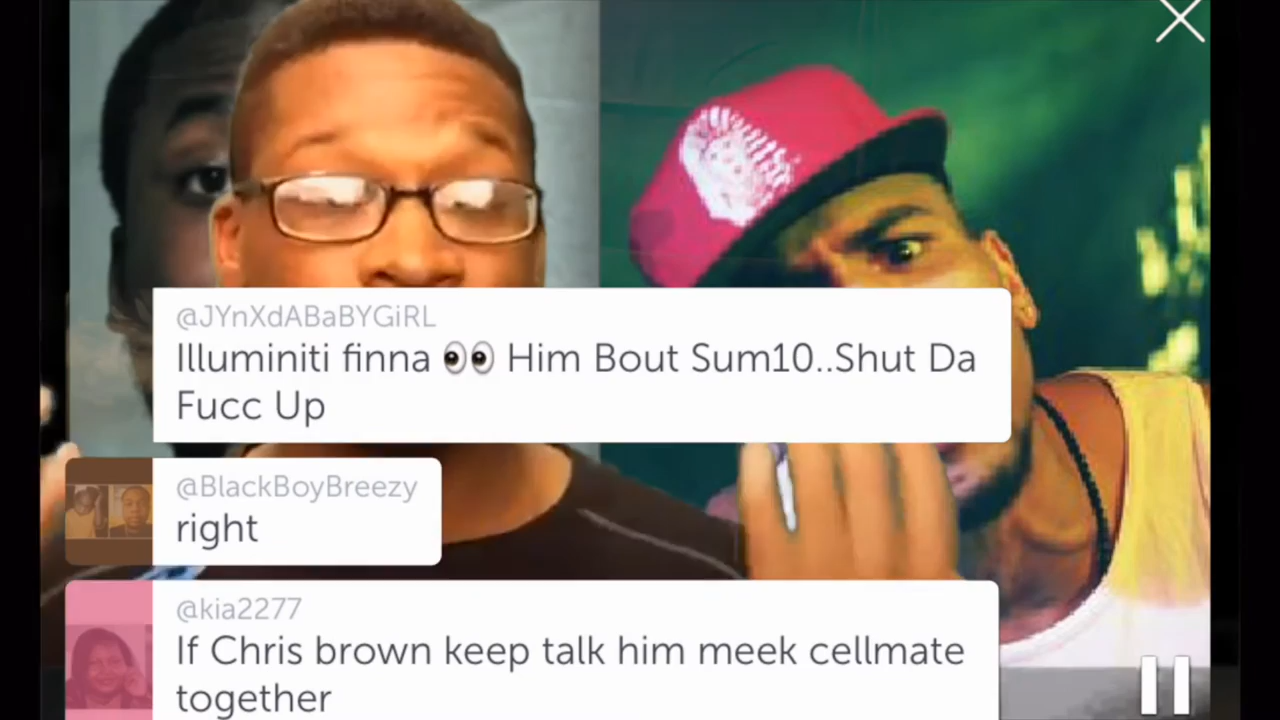 @JYnXdABaBYGiRL
Illuminiti finna 👀 Him Bout Sum10..Shut Da
Fucc Up
@BlackBoyBreezy
right
@kia2277
If Chris brown keep talk him meek cellmate
together